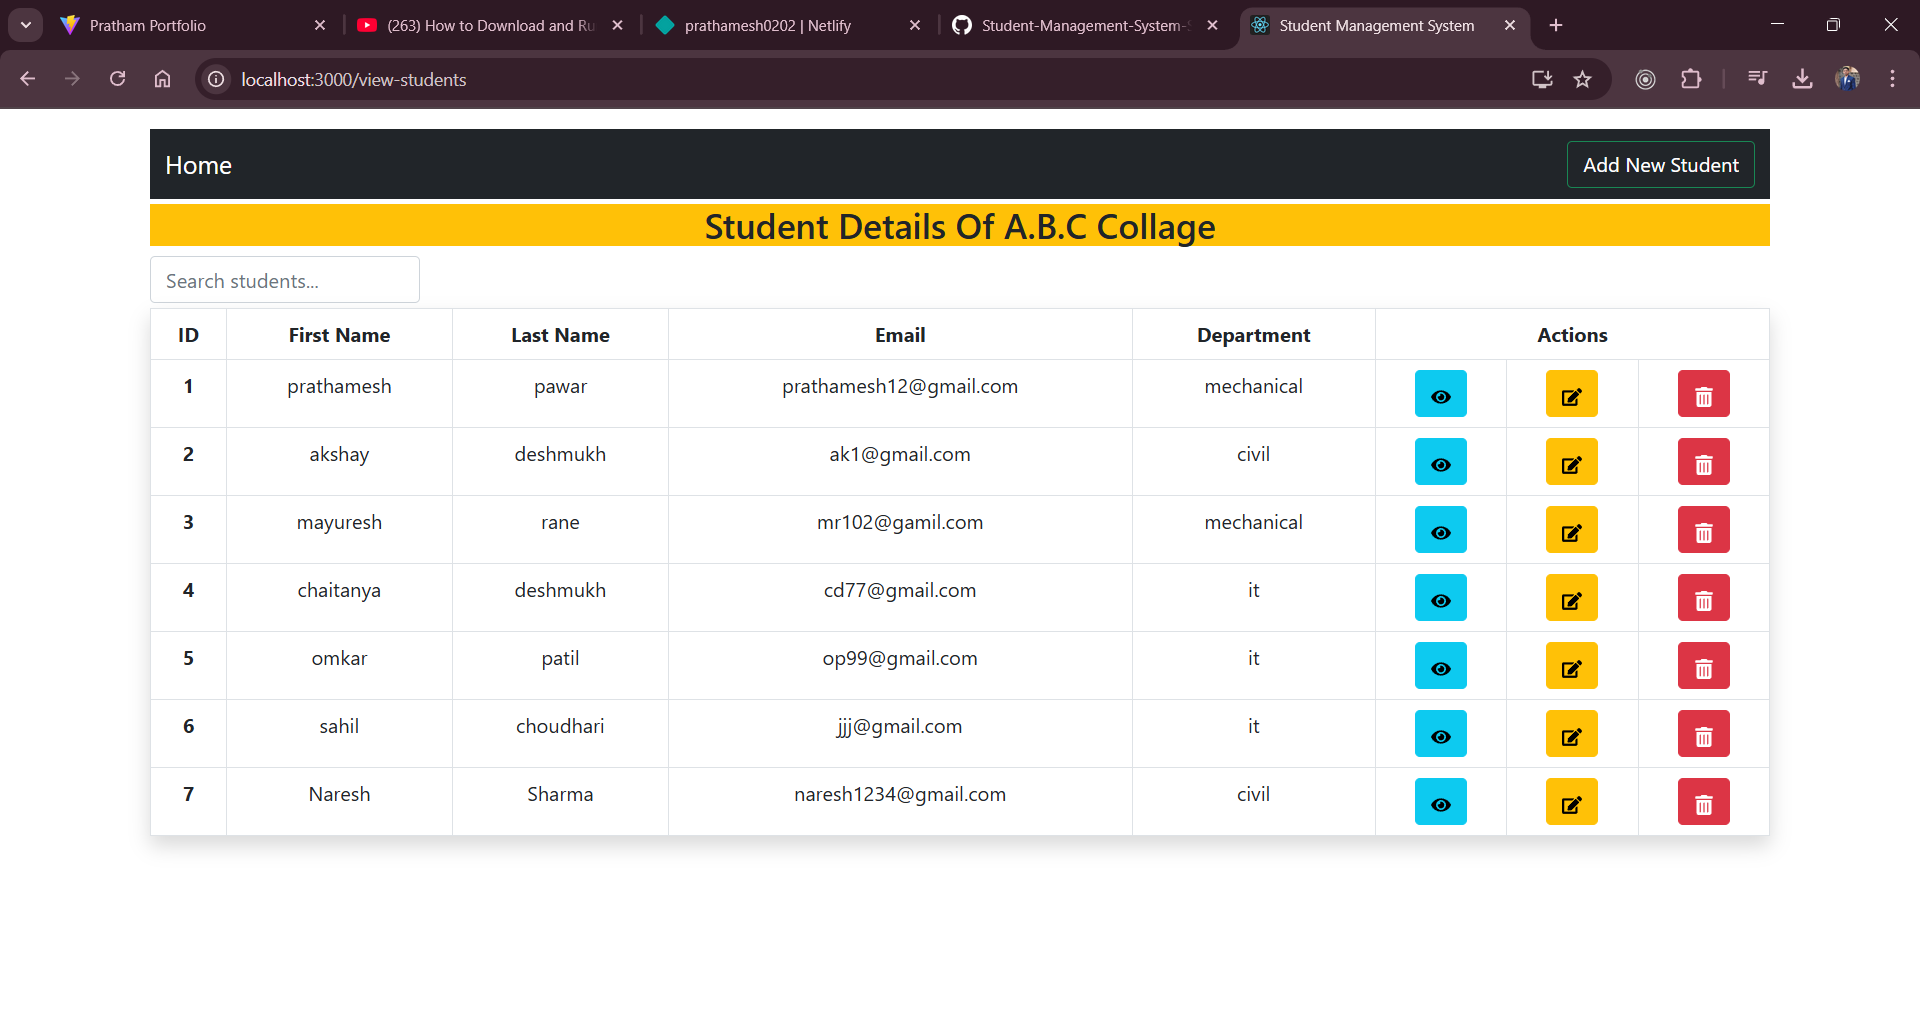 Pratham Portfolio
(263) How to Download and Ru
prathamesh0202 | Netlify
Student-Management-System-
Student Management System
localhost:3000/view-students
Home
Add New Student
Student Details Of A.B.C Collage
Search students...
ID First Name Last Name Email Department Actions
1 prathamesh pawar prathamesh12@gmail.com mechanical
2 akshay deshmukh ak1@gmail.com civil
3 mayuresh rane mr102@gamil.com mechanical
4 chaitanya deshmukh cd77@gmail.com it
5 omkar patil op99@gmail.com it
6 sahil choudhari jjj@gmail.com it
7 Naresh Sharma naresh1234@gmail.com civil